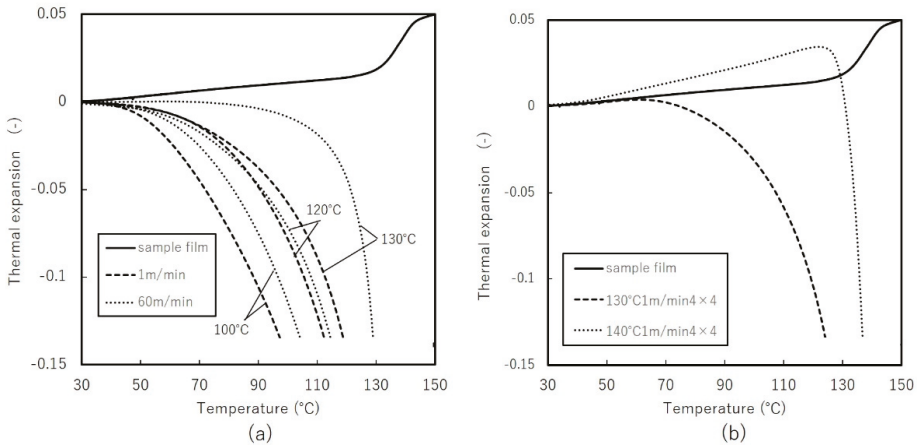 0.05
0
-0.05
-0.1
-0.15
Thermal expansion (-)
sample film
1m/min
60m/min
120°C
130°C
100°C
30 50 70 90 110 130 150
Temperature (°C)
(a)
0.05
0
-0.05
-0.1
-0.15
Thermal expansion (-)
sample film
130°C1m/min4×4
140°C1m/min4×4
30 50 70 90 110 130 150
Temperature (°C)
(b)